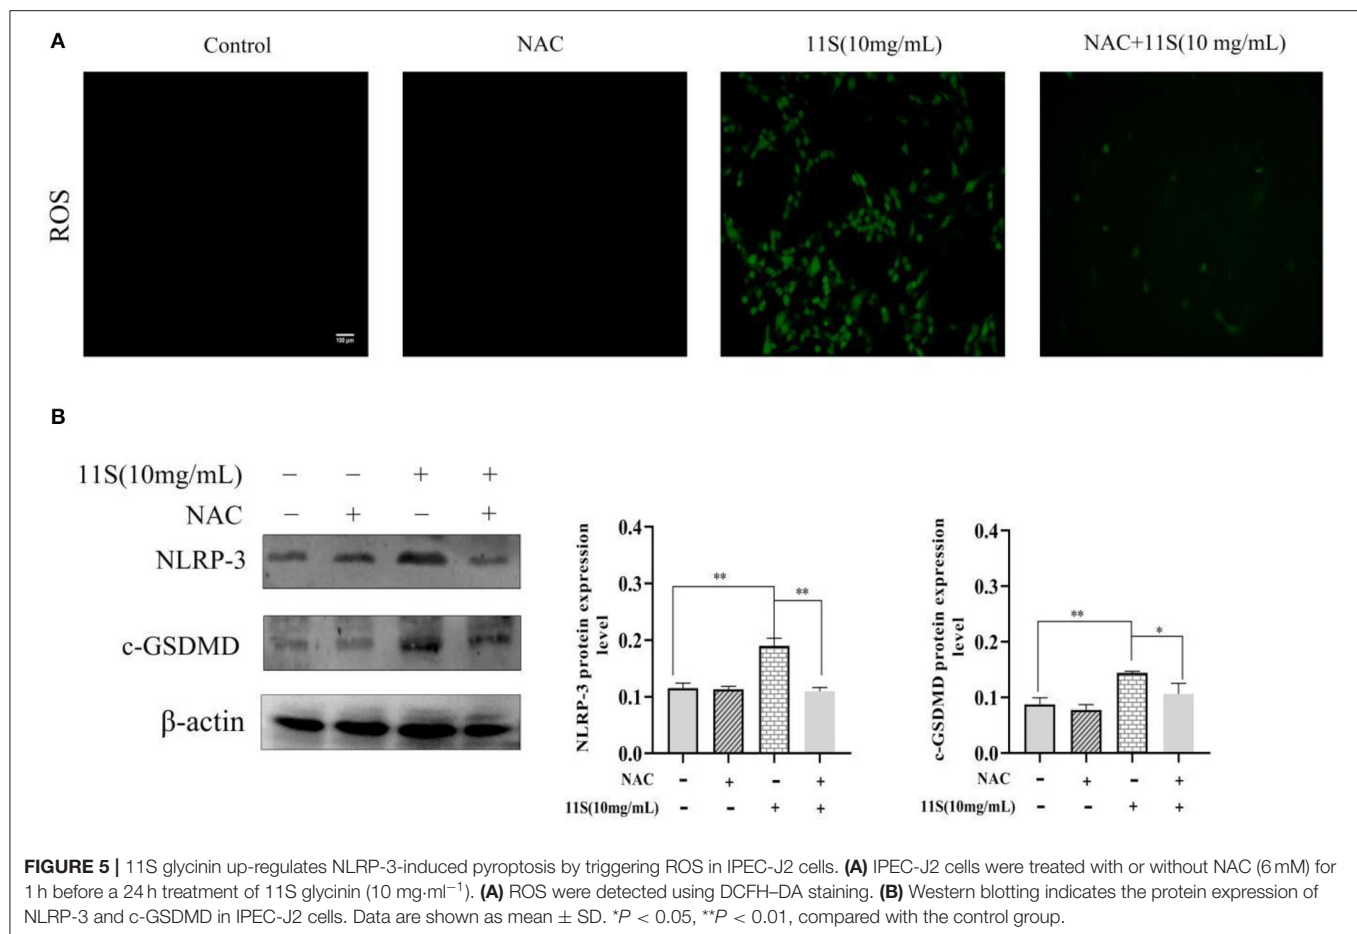 A
Control NAC 11S(10mg/mL) NAC+11S(10 mg/mL)
ROS
100 μm
B
11S(10mg/mL) − − + +
NAC − + − +
NLRP-3
c-GSDMD
β-actin
NLRP-3 protein expression
level
0.4
0.3
0.2
0.1
0.0
** **
NAC - + - +
11S(10mg/mL) - - + +
c-GSDMD protein expression
level
0.4
0.3
0.2
0.1
0.0
** *
NAC - + - +
11S(10mg/mL) - - + +
FIGURE 5 | 11S glycinin up-regulates NLRP-3-induced pyroptosis by triggering ROS in IPEC-J2 cells. (A) IPEC-J2 cells were treated with or without NAC (6 mM) for
1 h before a 24 h treatment of 11S glycinin (10 mg·ml⁻¹). (A) ROS were detected using DCFH–DA staining. (B) Western blotting indicates the protein expression of
NLRP-3 and c-GSDMD in IPEC-J2 cells. Data are shown as mean ± SD. *P < 0.05, **P < 0.01, compared with the control group.